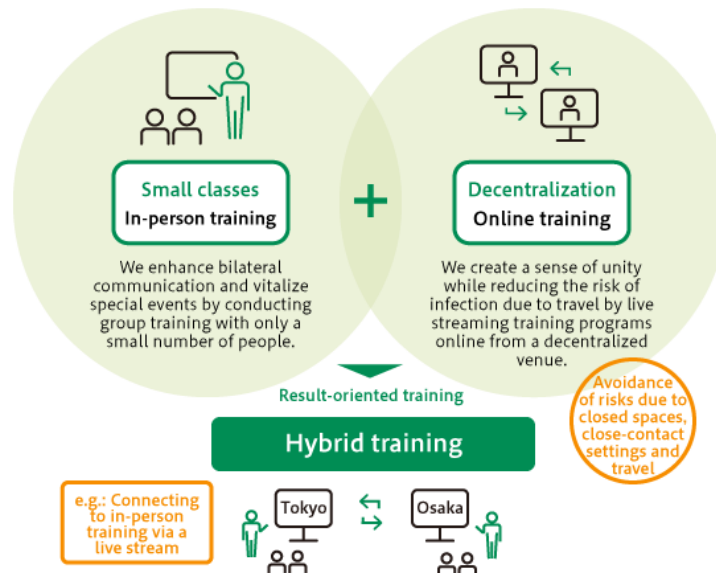 Small classes
In-person training
We enhance bilateral
communication and vitalize
special events by conducting
group training with only a
small number of people.
+
Decentralization
Online training
We create a sense of unity
while reducing the risk of
infection due to travel by live
streaming training programs
online from a decentralized
venue.
Avoidance
of risks due to
closed spaces,
close-contact
settings and
travel
Result-oriented training
Hybrid training
e.g.: Connecting
to in-person
training via a
live stream
Tokyo
Osaka